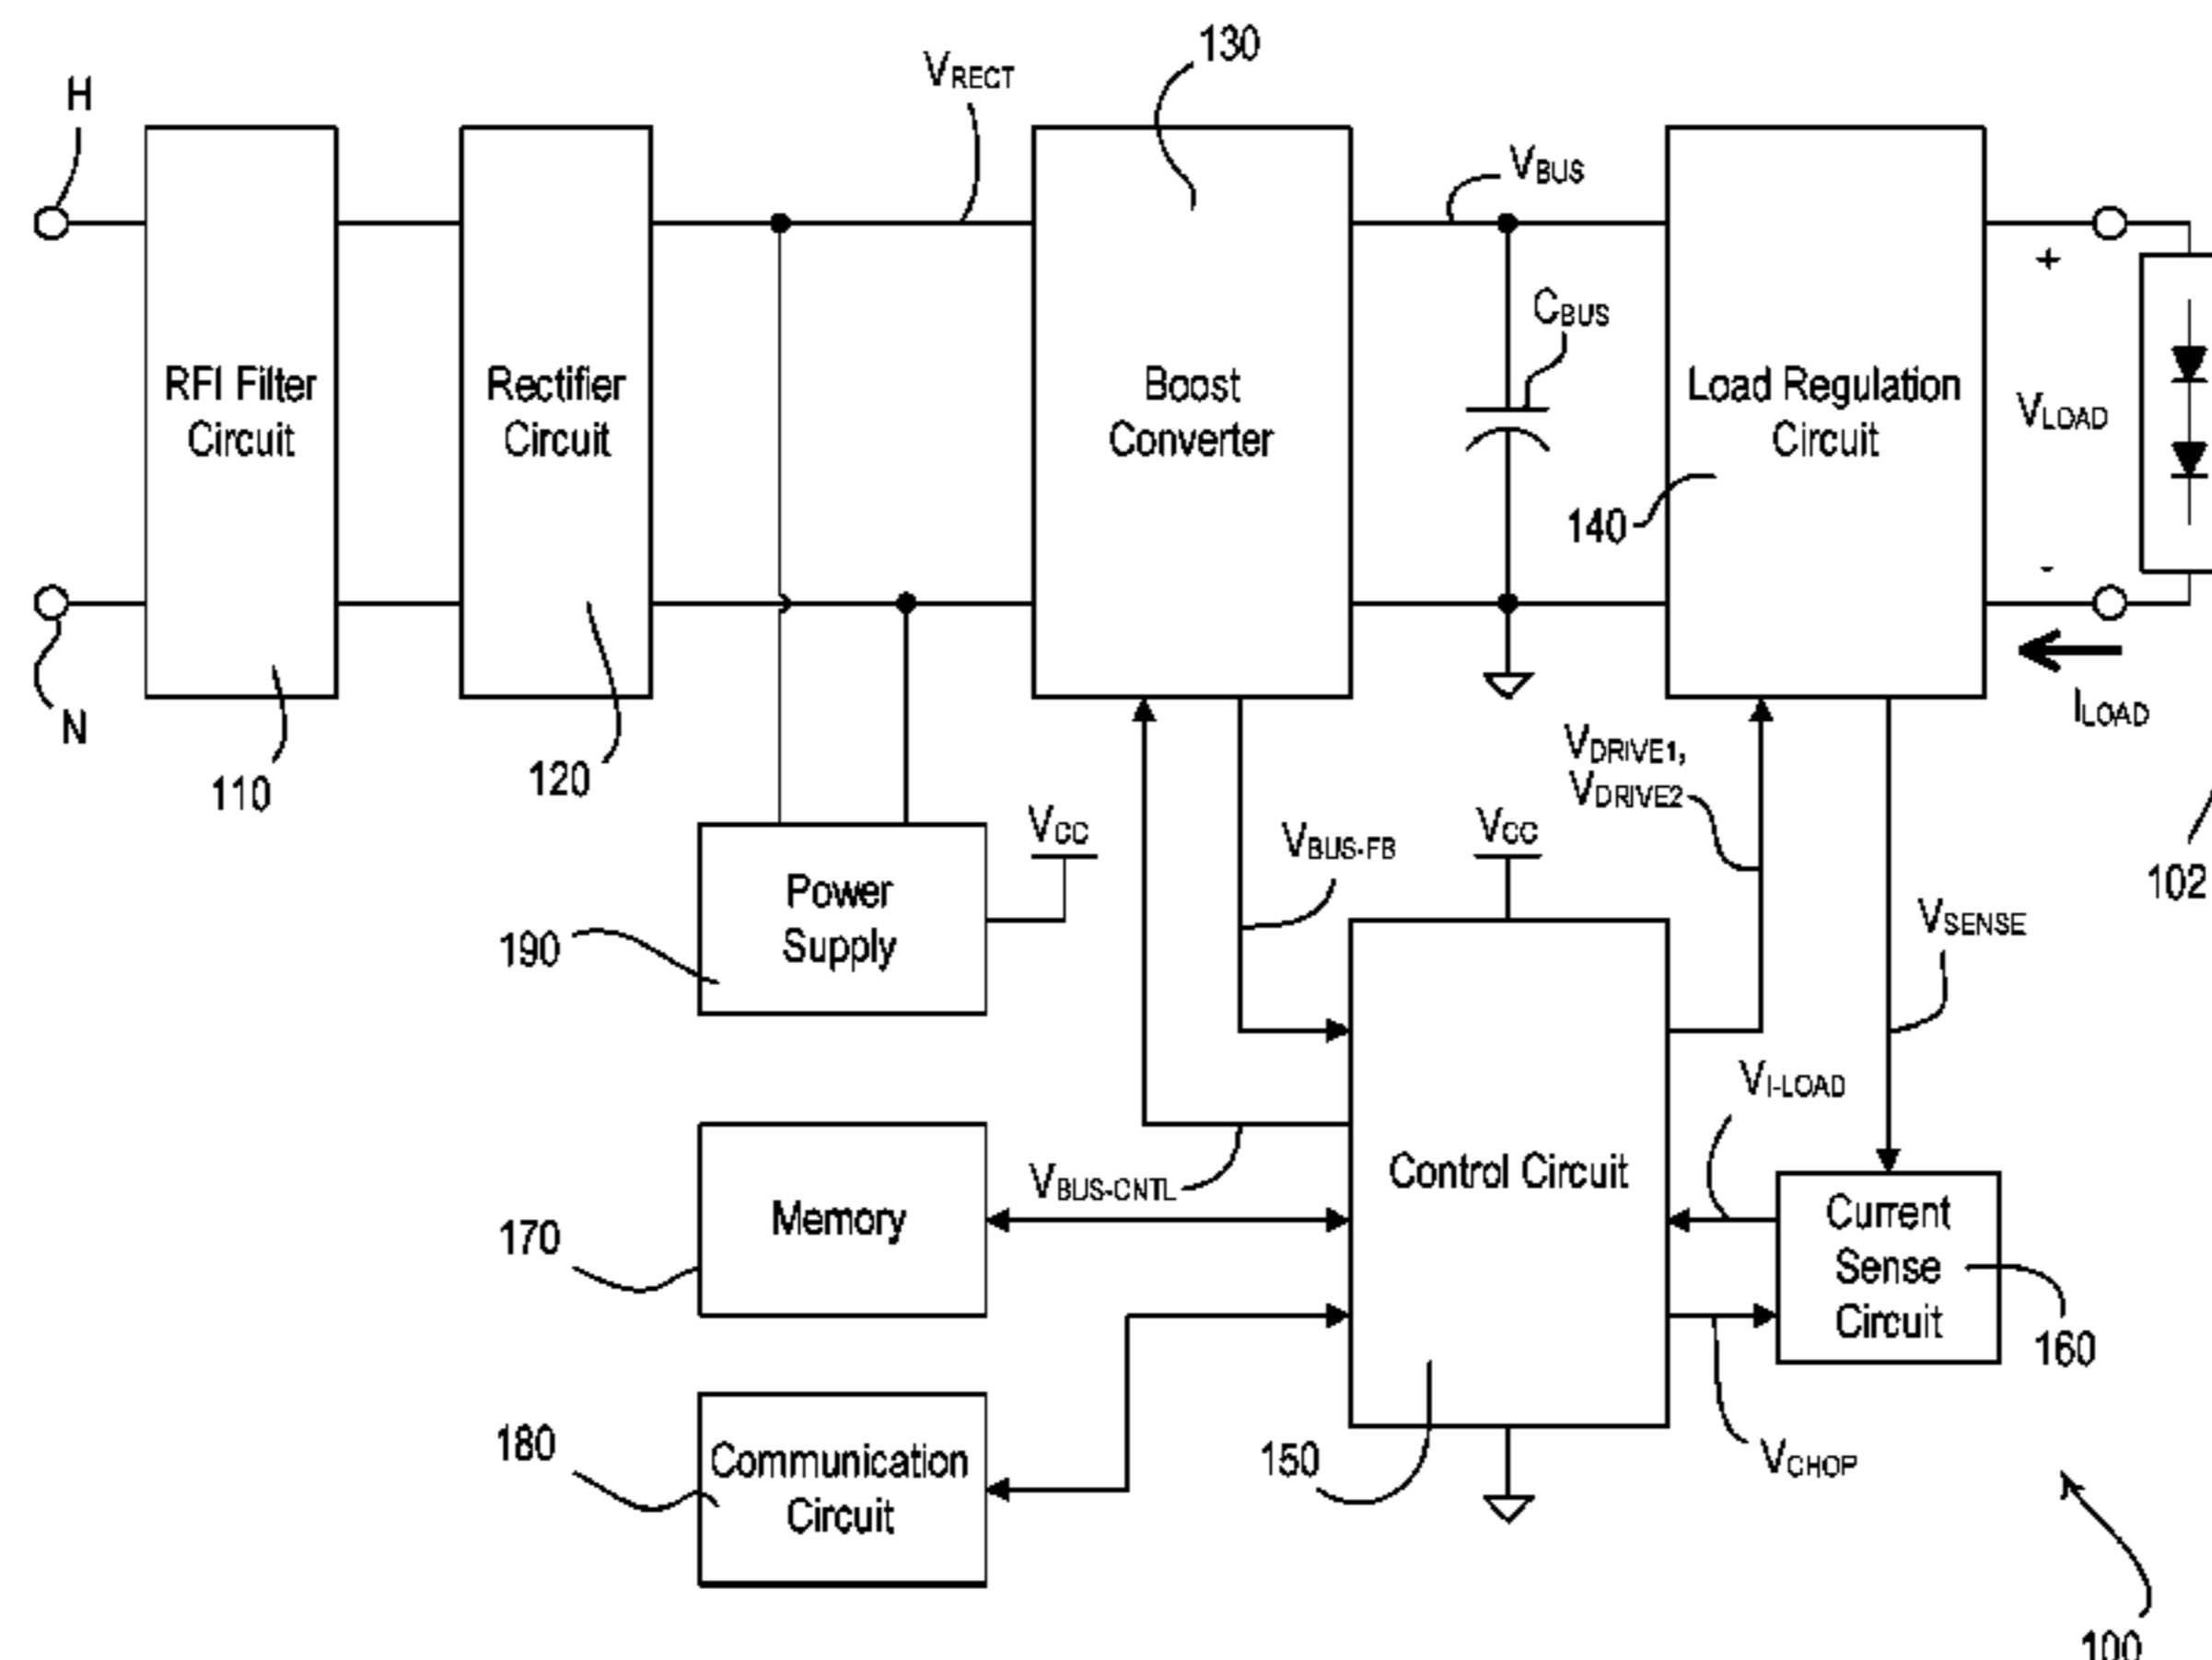 130
H
VRECT
VBUS
CBUS
RFI Filter
Circuit
Rectifier
Circuit
Boost
Converter
Load Regulation
Circuit
+
VLOAD
-
140
N
110
120
ILOAD
VDRIVE1,
VDRIVE2
VCC
VBUS-FB
VCC
102
Power
Supply
190
VSENSE
VI-LOAD
Control Circuit
VBUS-CNTL
Memory
170
Current
Sense
Circuit
160
180
Communication
Circuit
150
VCHOP
100